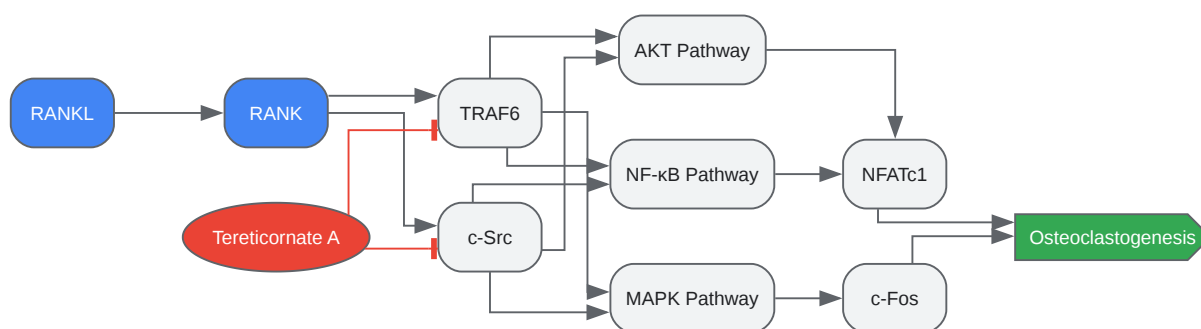 AKT Pathway
RANKL
RANK
TRAF6
NF-κB Pathway
NFATc1
Tereticornate A
c-Src
Osteoclastogenesis
MAPK Pathway
c-Fos